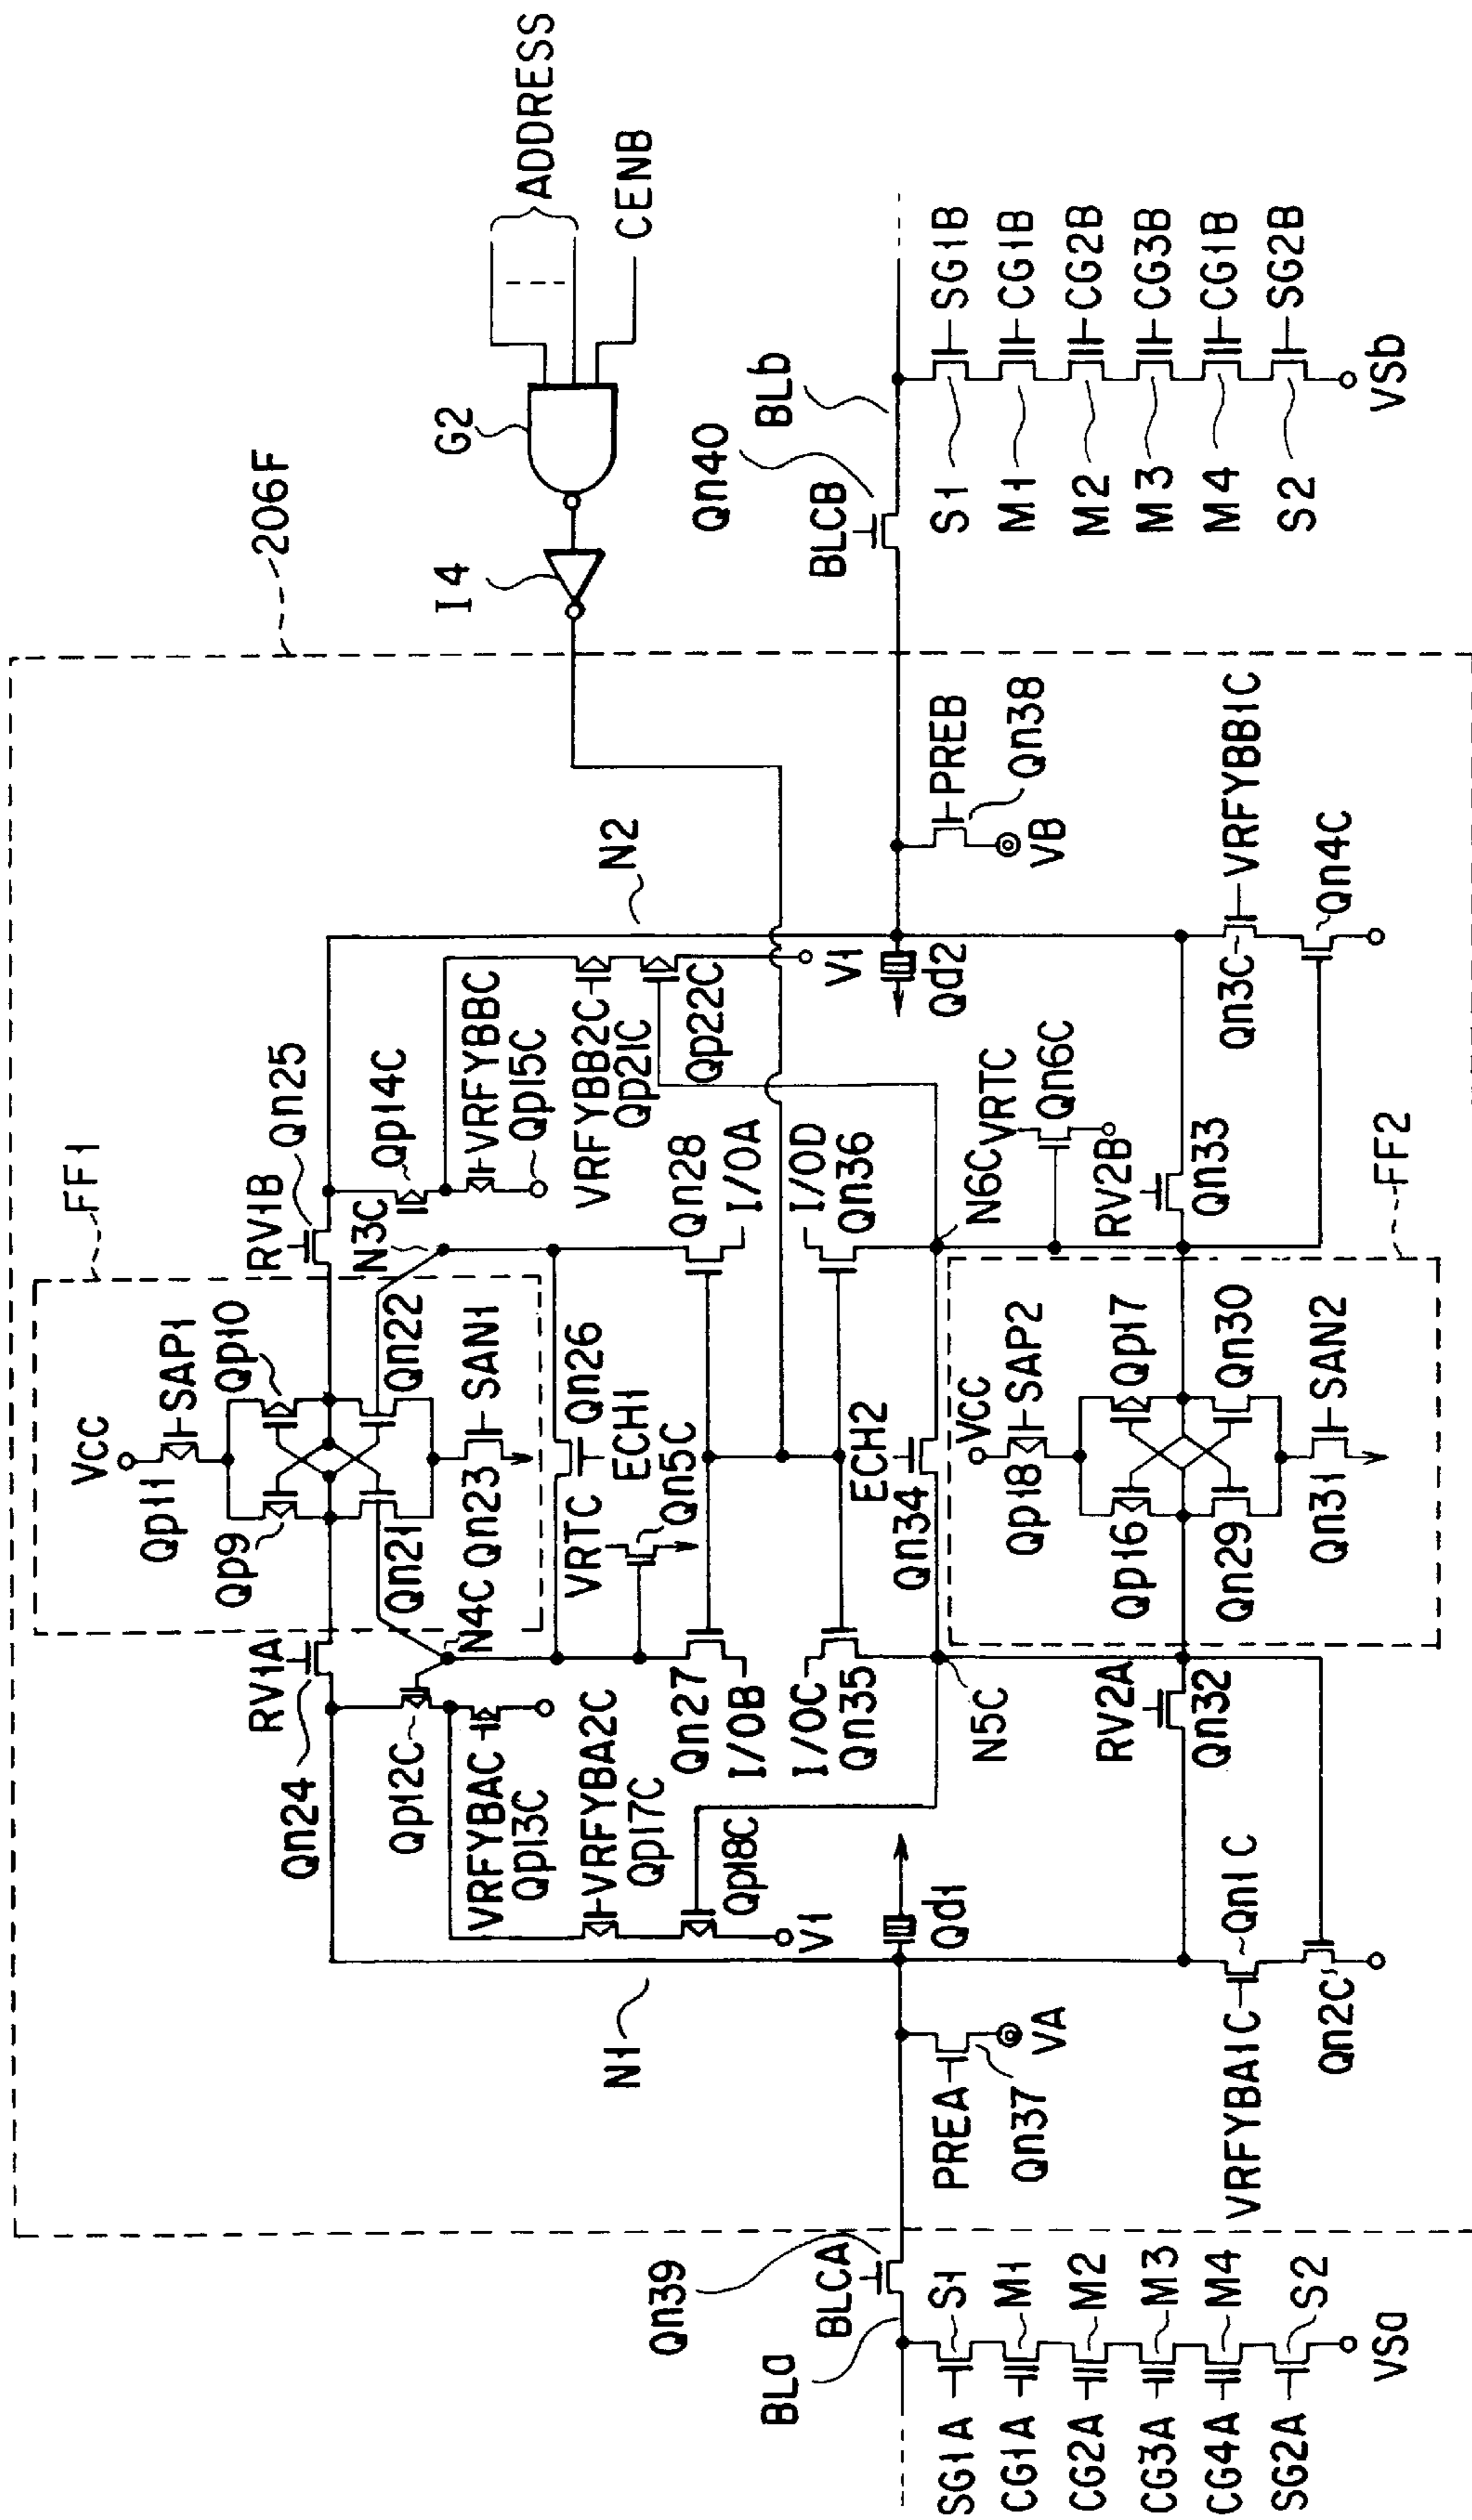 206F
FF1
VCC
Qp11
SAP1
Qp9
Qp10
RV1A
RV1B
Qn24
Qn25
Qn21
Qn22
N3C
N4C
Qn23
SAN1
Qp12C
Qp14C
VRFYBAC
Qp13C
VRFYBBC
Qp15C
VRTC
Qn5C
ECH1
Qn26
VRFYBA2C
Qp17C
Qp18C
V1
VRFYBB2C
Qp21C
Qp22C
V1
N1
N2
Qn27
I/OB
Qn28
I/OA
I/OC
Qn35
I/OD
Qn36
I4
G2
ADDRESS
CENB
BLa
Qn39
BLCA
Qd1
ECH2
Qn34
Qd2
BLCB
Qn40
BLb
PREA
Qn37
VA
N5C
N6C
VRTC
Qn6C
PREB
Qn38
VB
RV2A
Qn32
RV2B
Qn33
VCC
Qp18
SAP2
Qp16
Qp17
Qn29
Qn30
Qn31
SAN2
FF2
VRFYBA1C
Qn1C
Qn2C
Qn3C
VRFYBB1C
Qn4C
SG1A
S1
CG1A
M1
CG2A
M2
CG3A
M3
CG4A
M4
SG2A
S2
VSa
S1
SG1B
M1
CG1B
M2
CG2B
M3
CG3B
M4
CG1B
S2
SG2B
VSb